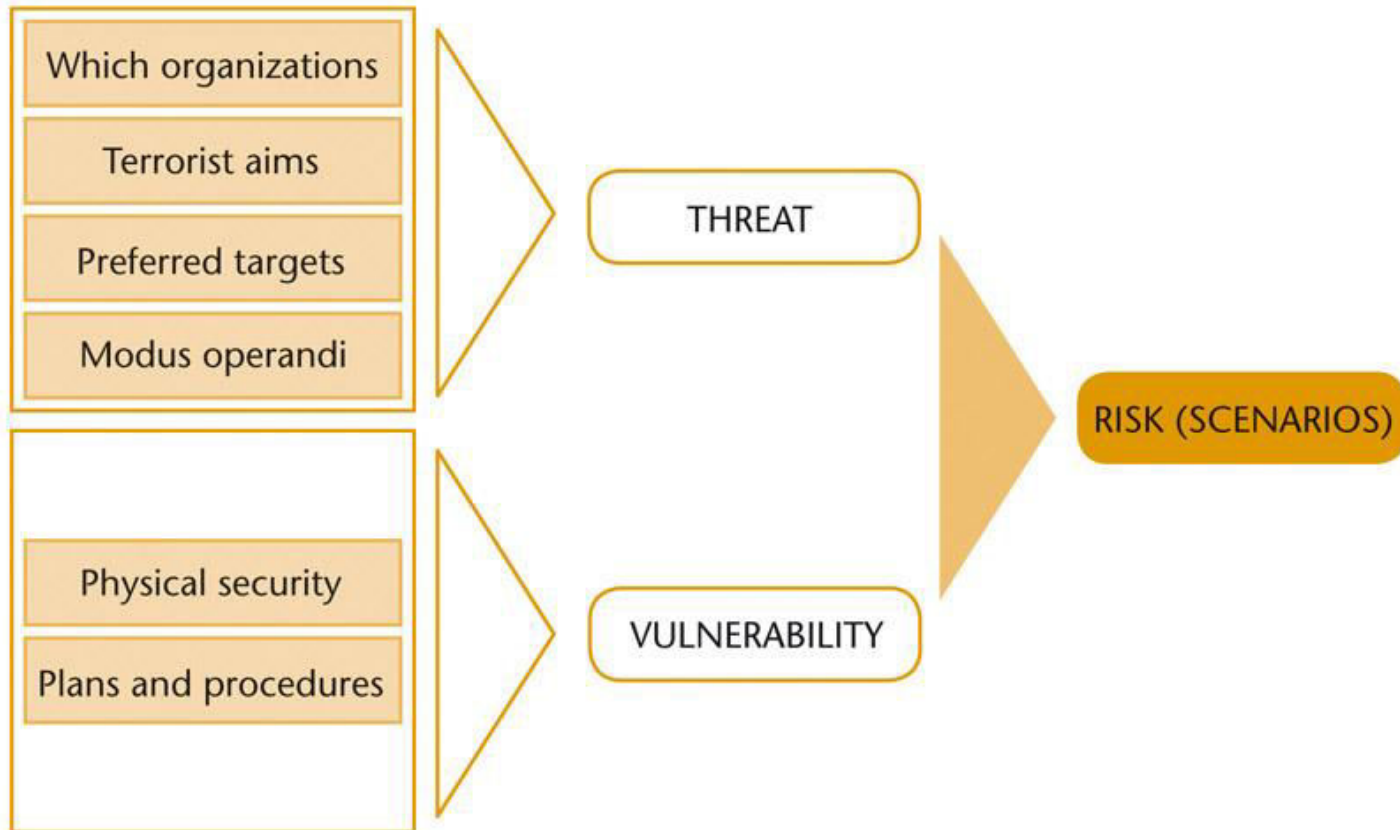 Which organizations
Terrorist aims
Preferred targets
Modus operandi
THREAT
RISK (SCENARIOS)
Physical security
Plans and procedures
VULNERABILITY